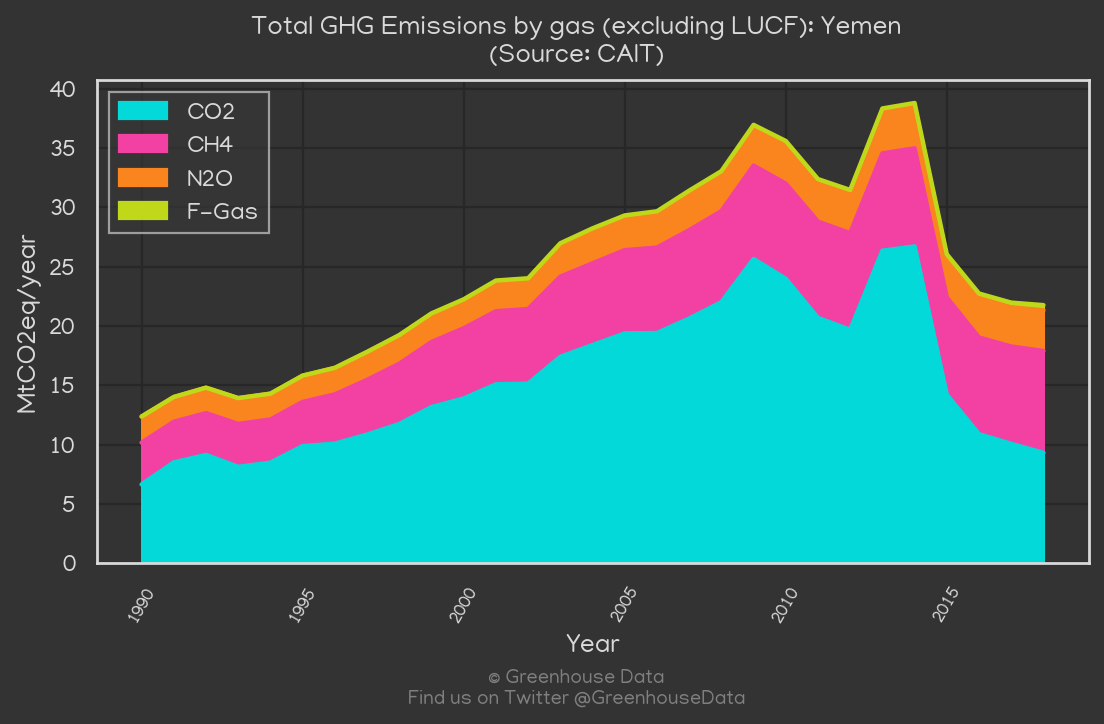 Total GHG Emissions by gas (excluding LUCF): Yemen
(Source: CAIT)
CO2
CH4
N2O
F-Gas
MtCO2eq/year
40
35
30
25
20
15
10
5
0
1990
1995
2000
2005
2010
2015
Year
© Greenhouse Data
Find us on Twitter @GreenhouseData